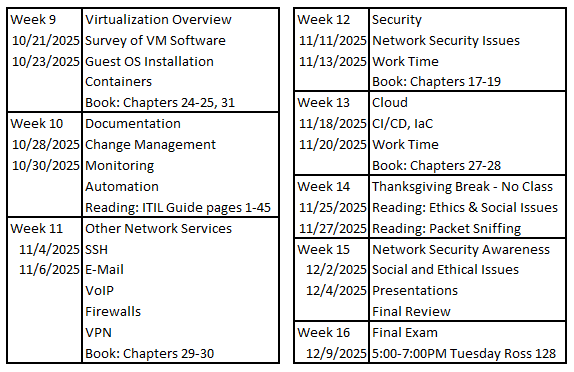 Week 9 Virtualization Overview
10/21/2025 Survey of VM Software
10/23/2025 Guest OS Installation
Containers
Book: Chapters 24-25, 31
Week 10 Documentation
10/28/2025 Change Management
10/30/2025 Monitoring
Automation
Reading: ITIL Guide pages 1-45
Week 11 Other Network Services
11/4/2025 SSH
11/6/2025 E-Mail
VoIP
Firewalls
VPN
Book: Chapters 29-30
Week 12 Security
11/11/2025 Network Security Issues
11/13/2025 Work Time
Book: Chapters 17-19
Week 13 Cloud
11/18/2025 CI/CD, IaC
11/20/2025 Work Time
Book: Chapters 27-28
Week 14 Thanksgiving Break - No Class
11/25/2025 Reading: Ethics & Social Issues
11/27/2025 Reading: Packet Sniffing
Week 15 Network Security Awareness
12/2/2025 Social and Ethical Issues
12/4/2025 Presentations
Final Review
Week 16 Final Exam
12/9/2025 5:00-7:00PM Tuesday Ross 128